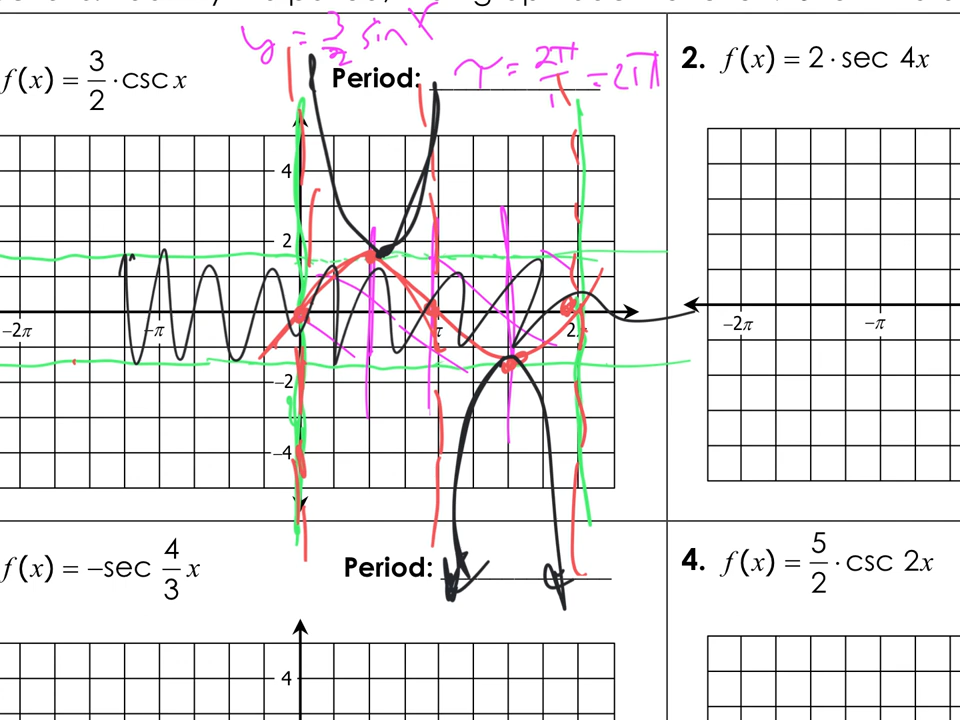 y = 3/2 sin x
f(x) = 3/2 · csc x Period: T = 2π/1 = 2π
2. f(x) = 2 · sec 4x
4
2
−2π −π π 2π
−2
−4
−2π −π
f(x) = −sec 4/3 x Period:
4. f(x) = 5/2 · csc 2x
4